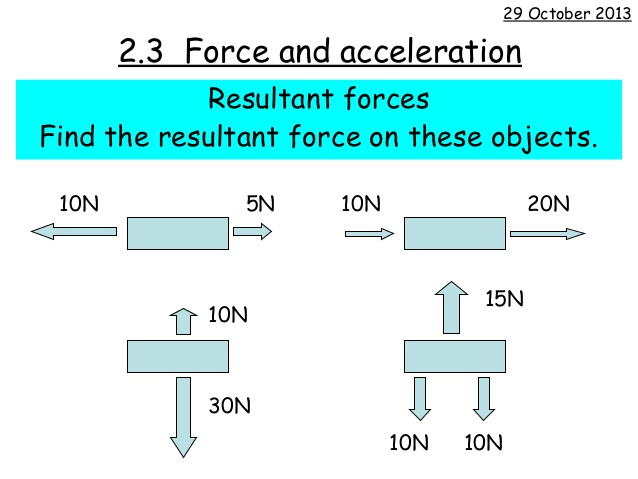 29 October 2013
2.3 Force and acceleration
Resultant forces
Find the resultant force on these objects.
10N 5N 10N 20N
10N 15N
30N
10N 10N